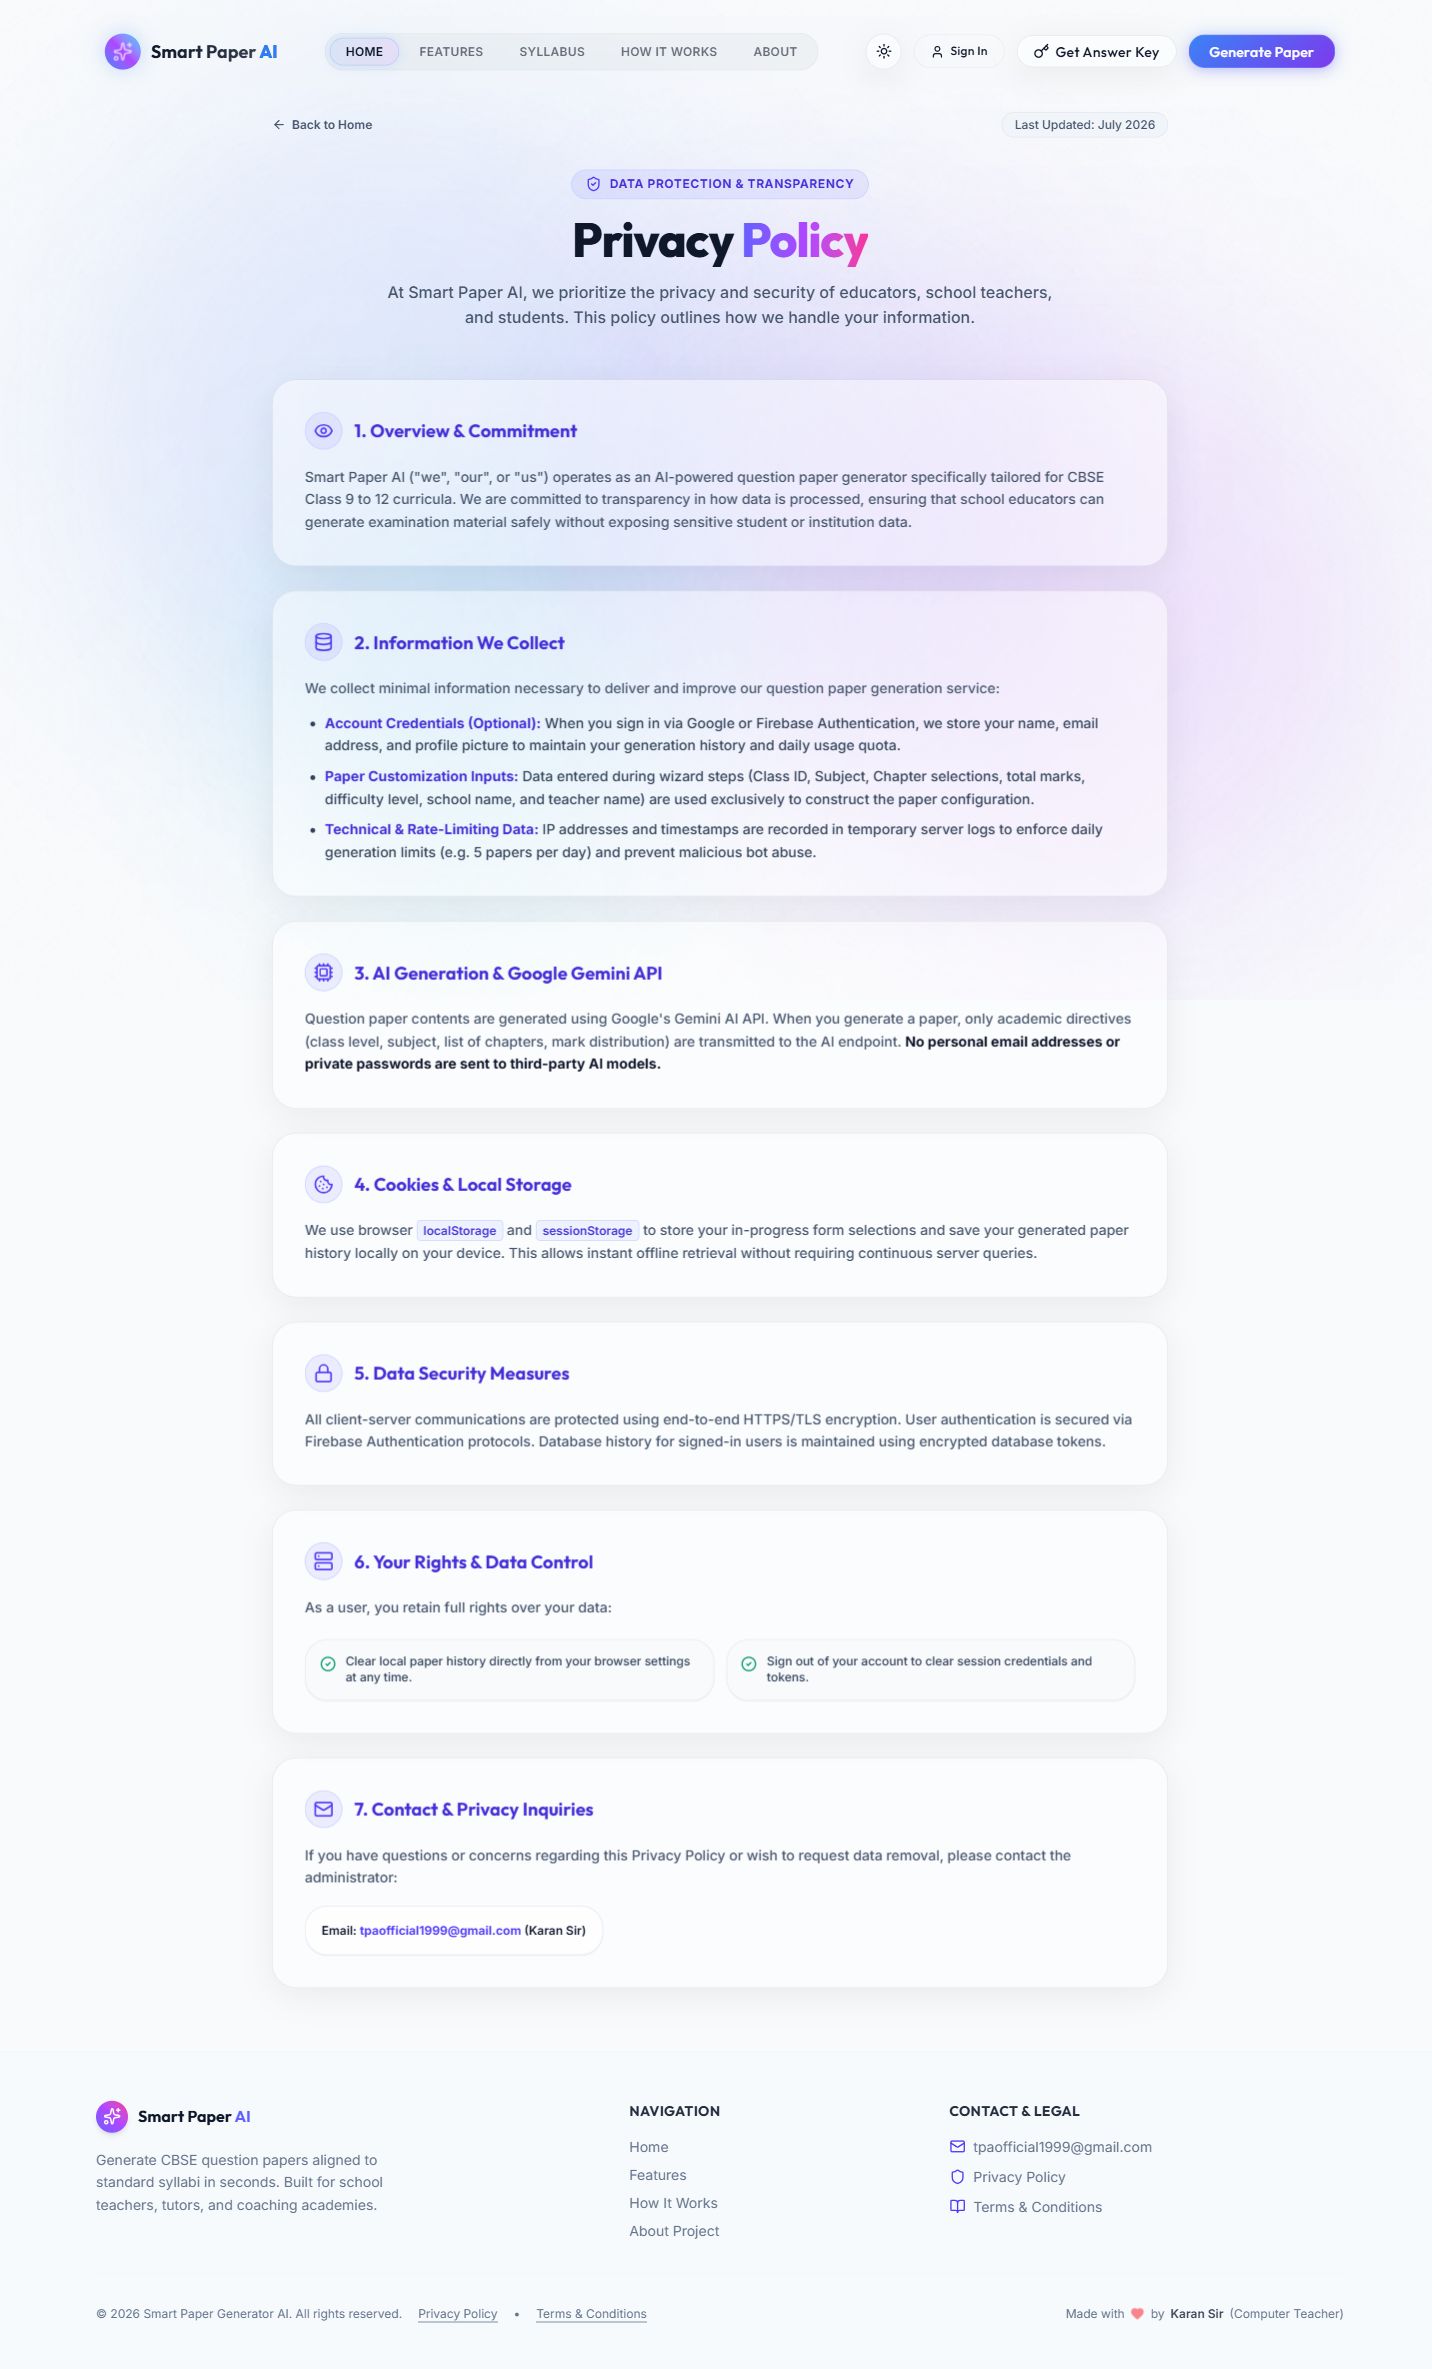 Smart Paper AI
HOME
FEATURES
SYLLABUS
HOW IT WORKS
ABOUT
Sign In
Get Answer Key
Generate Paper
Back to Home
Last Updated: July 2026
DATA PROTECTION & TRANSPARENCY
Privacy Policy
At Smart Paper AI, we prioritize the privacy and security of educators, school teachers,
and students. This policy outlines how we handle your information.
1. Overview & Commitment
Smart Paper AI ("we", "our", or "us") operates as an AI-powered question paper generator specifically tailored for CBSE
Class 9 to 12 curricula. We are committed to transparency in how data is processed, ensuring that school educators can
generate examination material safely without exposing sensitive student or institution data.
2. Information We Collect
We collect minimal information necessary to deliver and improve our question paper generation service:
• Account Credentials (Optional): When you sign in via Google or Firebase Authentication, we store your name, email
address, and profile picture to maintain your generation history and daily usage quota.
• Paper Customization Inputs: Data entered during wizard steps (Class ID, Subject, Chapter selections, total marks,
difficulty level, school name, and teacher name) are used exclusively to construct the paper configuration.
• Technical & Rate-Limiting Data: IP addresses and timestamps are recorded in temporary server logs to enforce daily
generation limits (e.g. 5 papers per day) and prevent malicious bot abuse.
3. AI Generation & Google Gemini API
Question paper contents are generated using Google's Gemini AI API. When you generate a paper, only academic directives
(class level, subject, list of chapters, mark distribution) are transmitted to the AI endpoint. No personal email addresses or
private passwords are sent to third-party AI models.
4. Cookies & Local Storage
We use browser localStorage and sessionStorage to store your in-progress form selections and save your generated paper
history locally on your device. This allows instant offline retrieval without requiring continuous server queries.
5. Data Security Measures
All client-server communications are protected using end-to-end HTTPS/TLS encryption. User authentication is secured via
Firebase Authentication protocols. Database history for signed-in users is maintained using encrypted database tokens.
6. Your Rights & Data Control
As a user, you retain full rights over your data:
Clear local paper history directly from your browser settings
at any time.
Sign out of your account to clear session credentials and
tokens.
7. Contact & Privacy Inquiries
If you have questions or concerns regarding this Privacy Policy or wish to request data removal, please contact the
administrator:
Email: tpaofficial1999@gmail.com (Karan Sir)
Smart Paper AI
Generate CBSE question papers aligned to
standard syllabi in seconds. Built for school
teachers, tutors, and coaching academies.
NAVIGATION
Home
Features
How It Works
About Project
CONTACT & LEGAL
tpaofficial1999@gmail.com
Privacy Policy
Terms & Conditions
© 2026 Smart Paper Generator AI. All rights reserved. Privacy Policy • Terms & Conditions
Made with ❤ by Karan Sir (Computer Teacher)